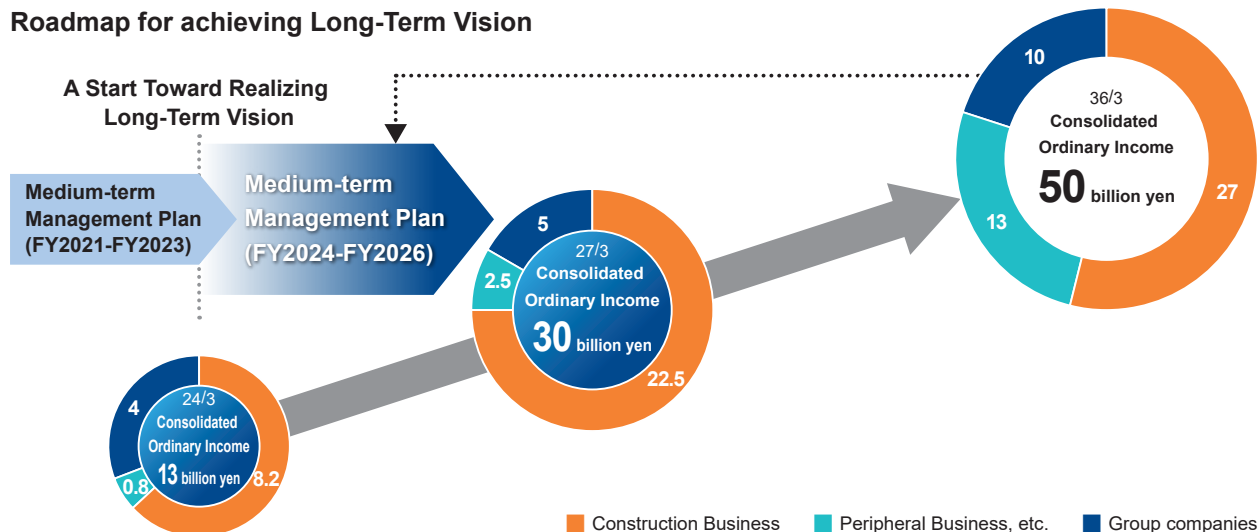 Roadmap for achieving Long-Term Vision
A Start Toward Realizing
Long-Term Vision
Medium-term
Management Plan
(FY2021-FY2023)
Medium-term
Management Plan
(FY2024-FY2026)
4
0.8
8.2
24/3
Consolidated
Ordinary Income
13 billion yen
5
2.5
22.5
27/3
Consolidated
Ordinary Income
30 billion yen
10
13
27
36/3
Consolidated
Ordinary Income
50 billion yen
Construction Business
Peripheral Business, etc.
Group companies